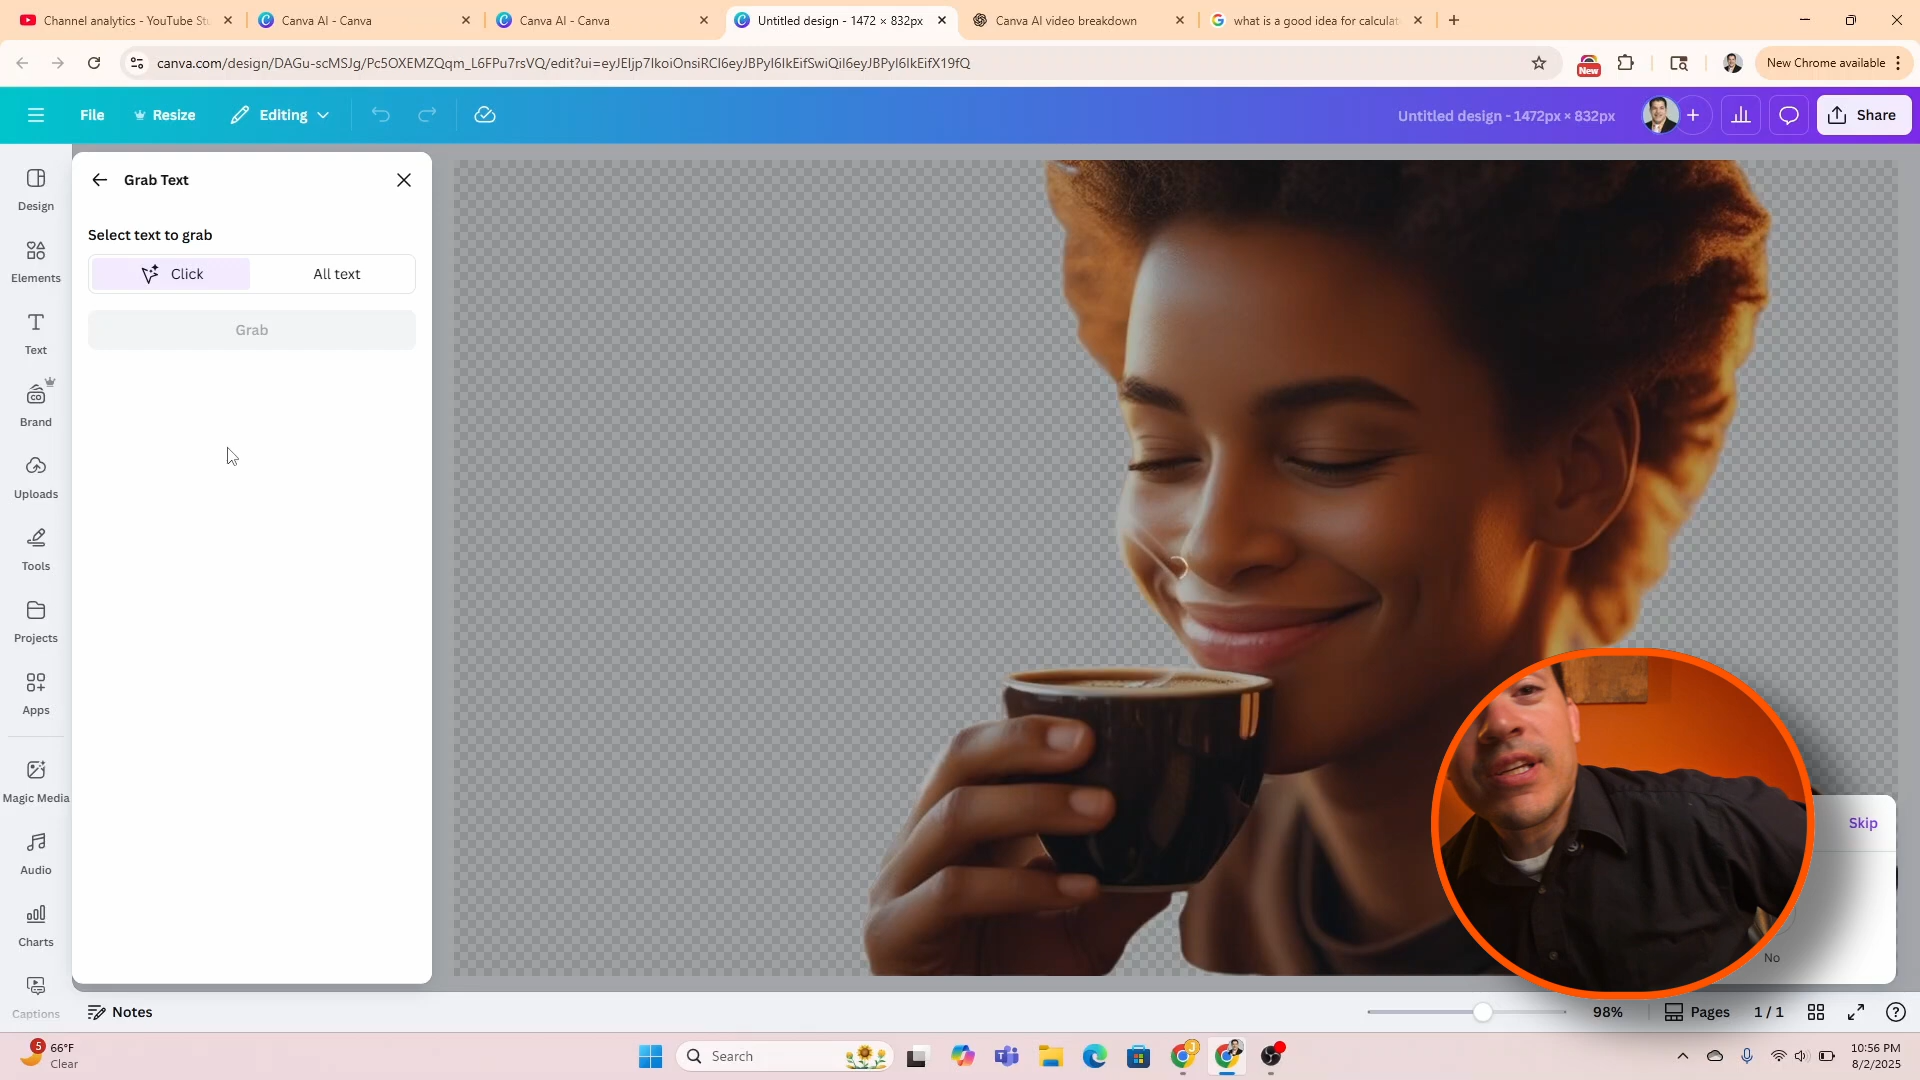 Channel analytics - YouTube Stu
Canva AI - Canva
Canva AI - Canva
Untitled design - 1472 × 832px
Canva AI video breakdown
what is a good idea for calculat
canva.com/design/DAGu-scMSJg/Pc5OXEMZQqm_L6FPu7rsVQ/edit?ui=eyJEIjp7IkoiOnsiRCI6eyJBPyI6IkEifSwiQiI6eyJBPyI6IkEifX19fQ
New
New Chrome available
File
Resize
Editing
Untitled design - 1472px × 832px
Share
Design
Elements
Text
Brand
Uploads
Tools
Projects
Apps
Magic Media
Audio
Charts
Captions
Grab Text
Select text to grab
Click
All text
Grab
Skip
No
Notes
98%
Pages
1 / 1
5
66°F
Clear
Search
10:56 PM
8/2/2025